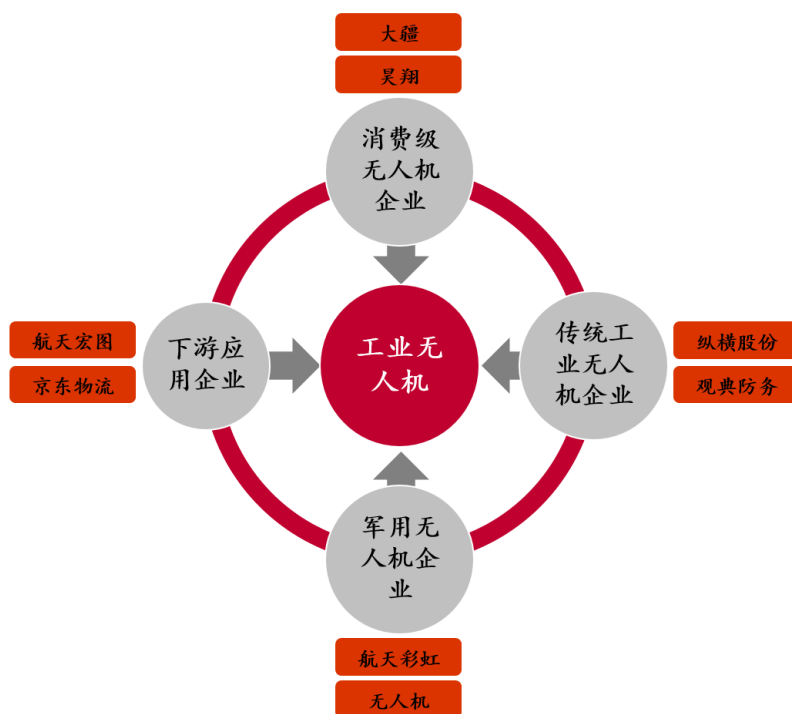 大疆
昊翔
消费级
无人机
企业
航天宏图
京东物流
下游应
用企业
工业无
人机
传统工
业无人
机企业
纵横股份
观典防务
军用无
人机企
业
航天彩虹
无人机